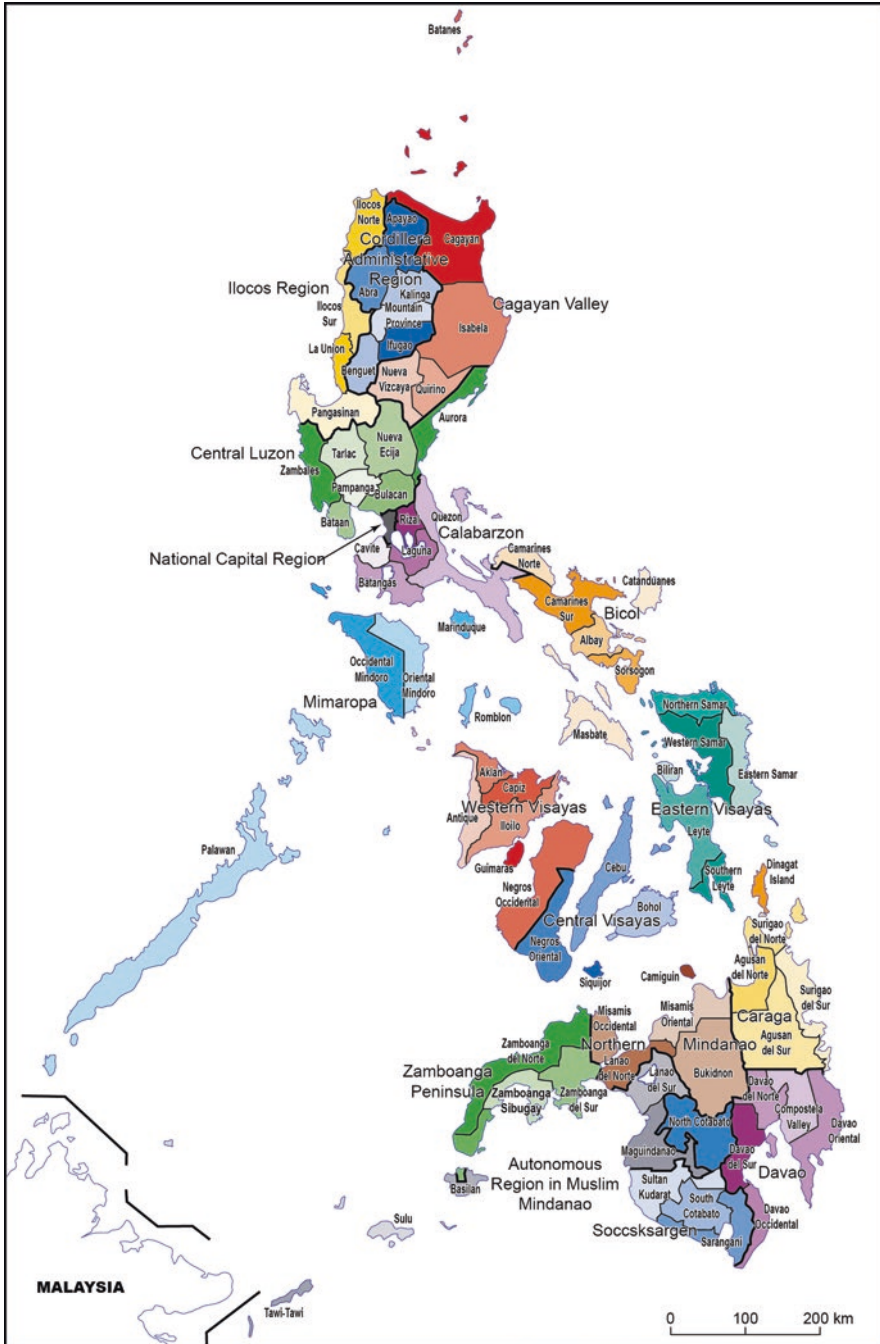 Batanes
Ilocos
Norte
Apayao
Cagayan
Cordillera
Administrative
Region
Abra
Kalinga
Ilocos Region
Ilocos
Sur
Mountain
Province
Cagayan Valley
Isabela
Ifugao
La Union
Benguet
Nueva
Vizcaya
Quirino
Pangasinan
Aurora
Nueva
Ecija
Central Luzon
Tarlac
Zambales
Pampanga
Bulacan
Bataan
Rizal
Quezon
Calabarzon
National Capital Region
Cavite
Laguna
Batangas
Camarines
Norte
Catandúanes
Camarines
Sur
Bicol
Albay
Sorsogon
Marinduque
Occidental
Mindoro
Oriental
Mindoro
Mimaropa
Romblon
Masbate
Northern Samar
Western Samar
Eastern Samar
Biliran
Eastern Visayas
Leyte
Southern
Leyte
Aklan
Capiz
Western Visayas
Antique
Iloilo
Guimaras
Negros
Occidental
Cebu
Bohol
Central Visayas
Negros
Oriental
Siquijor
Palawan
Dinagat
Island
Surigao
del Norte
Camiguin
Agusan
del Norte
Surigao
del Sur
Misamis
Occidental
Misamis
Oriental
Caraga
Agusan
del Sur
Northern Mindanao
Zamboanga
del Norte
Lanao
del Norte
Bukidnon
Zamboanga
Peninsula
Zamboanga
Sibugay
Zamboanga
del Sur
Lanao
del Sur
Davao
del Norte
Compostela
Valley
Davao
Oriental
North Cotabato
Maguindanao
Davao
del Sur
Davao
Basilan
Autonomous
Region in Muslim
Mindanao
Sultan
Kudarat
South
Cotabato
Davao
Occidental
Soccsksargen
Sarangani
Sulu
MALAYSIA
Tawi-Tawi
0 100 200 km